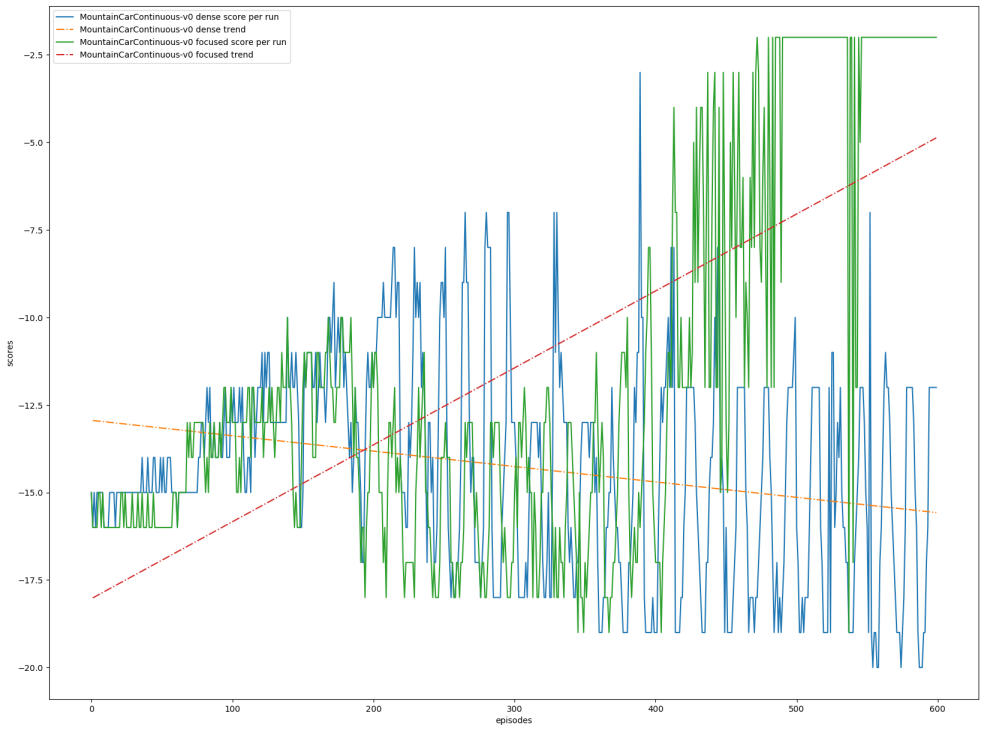 MountainCarContinuous-v0 dense score per run
MountainCarContinuous-v0 dense trend
MountainCarContinuous-v0 focused score per run
MountainCarContinuous-v0 focused trend
−2.5
−5.0
−7.5
−10.0
−12.5
−15.0
−17.5
−20.0
scores
0 100 200 300 400 500 600
episodes